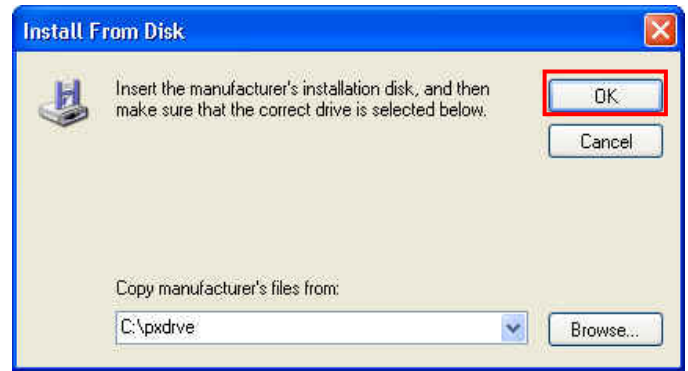 Install From Disk
Insert the manufacturer's installation disk, and then
make sure that the correct drive is selected below.
OK
Cancel
Copy manufacturer's files from:
C:\pxdrve
Browse...